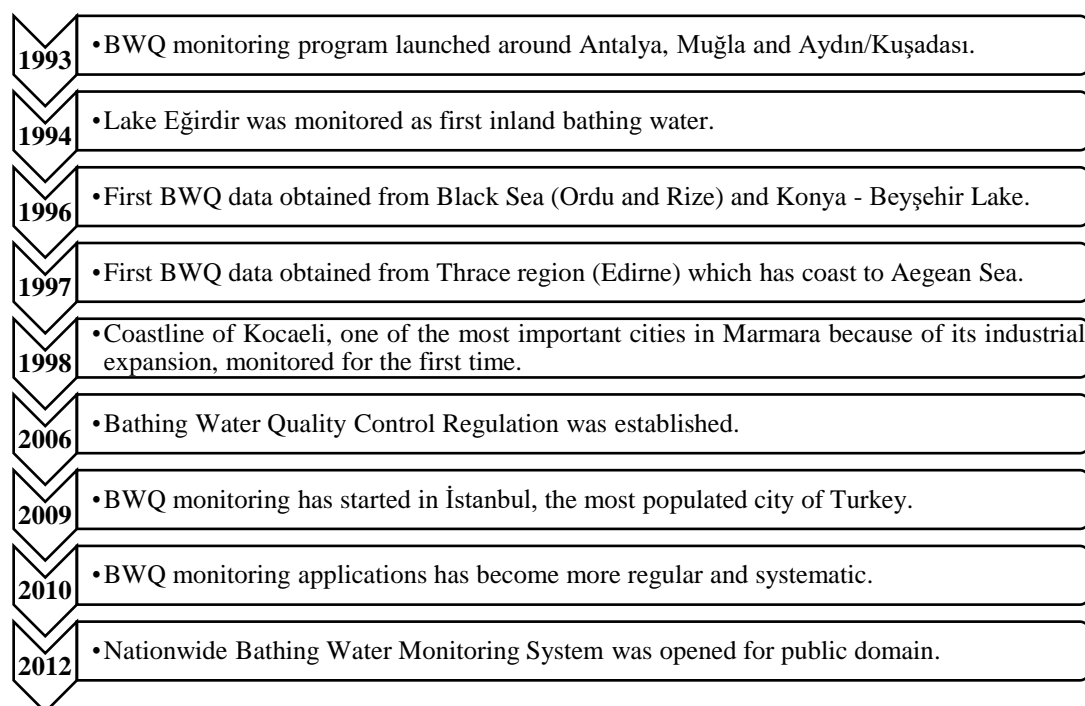 1993
•BWQ monitoring program launched around Antalya, Muğla and Aydın/Kuşadası.
1994
•Lake Eğirdir was monitored as first inland bathing water.
1996
•First BWQ data obtained from Black Sea (Ordu and Rize) and Konya - Beyşehir Lake.
1997
•First BWQ data obtained from Thrace region (Edirne) which has coast to Aegean Sea.
1998
•Coastline of Kocaeli, one of the most important cities in Marmara because of its industrial
expansion, monitored for the first time.
2006
•Bathing Water Quality Control Regulation was established.
2009
•BWQ monitoring has started in İstanbul, the most populated city of Turkey.
2010
•BWQ monitoring applications has become more regular and systematic.
2012
•Nationwide Bathing Water Monitoring System was opened for public domain.